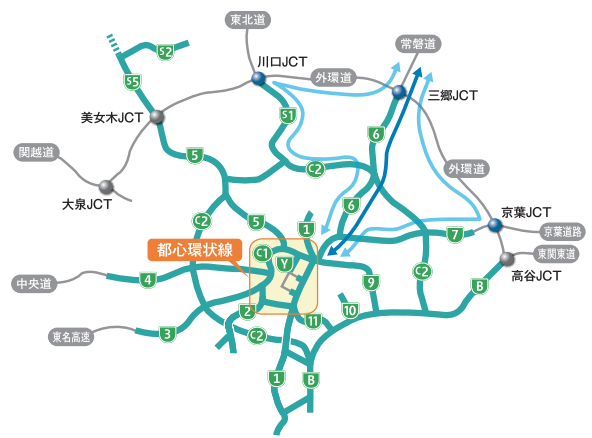 東北道
常磐道
S2
川口JCT
外環道
S5
三郷JCT
美女木JCT
S1
6
関越道
5
C2
外環道
大泉JCT
6
京葉JCT
C2
5
1
7
京葉道路
都心環状線
C1
東関東道
Y
高谷JCT
中央道
4
9
C2
B
2
10
東名高速
3
C2
11
1
B